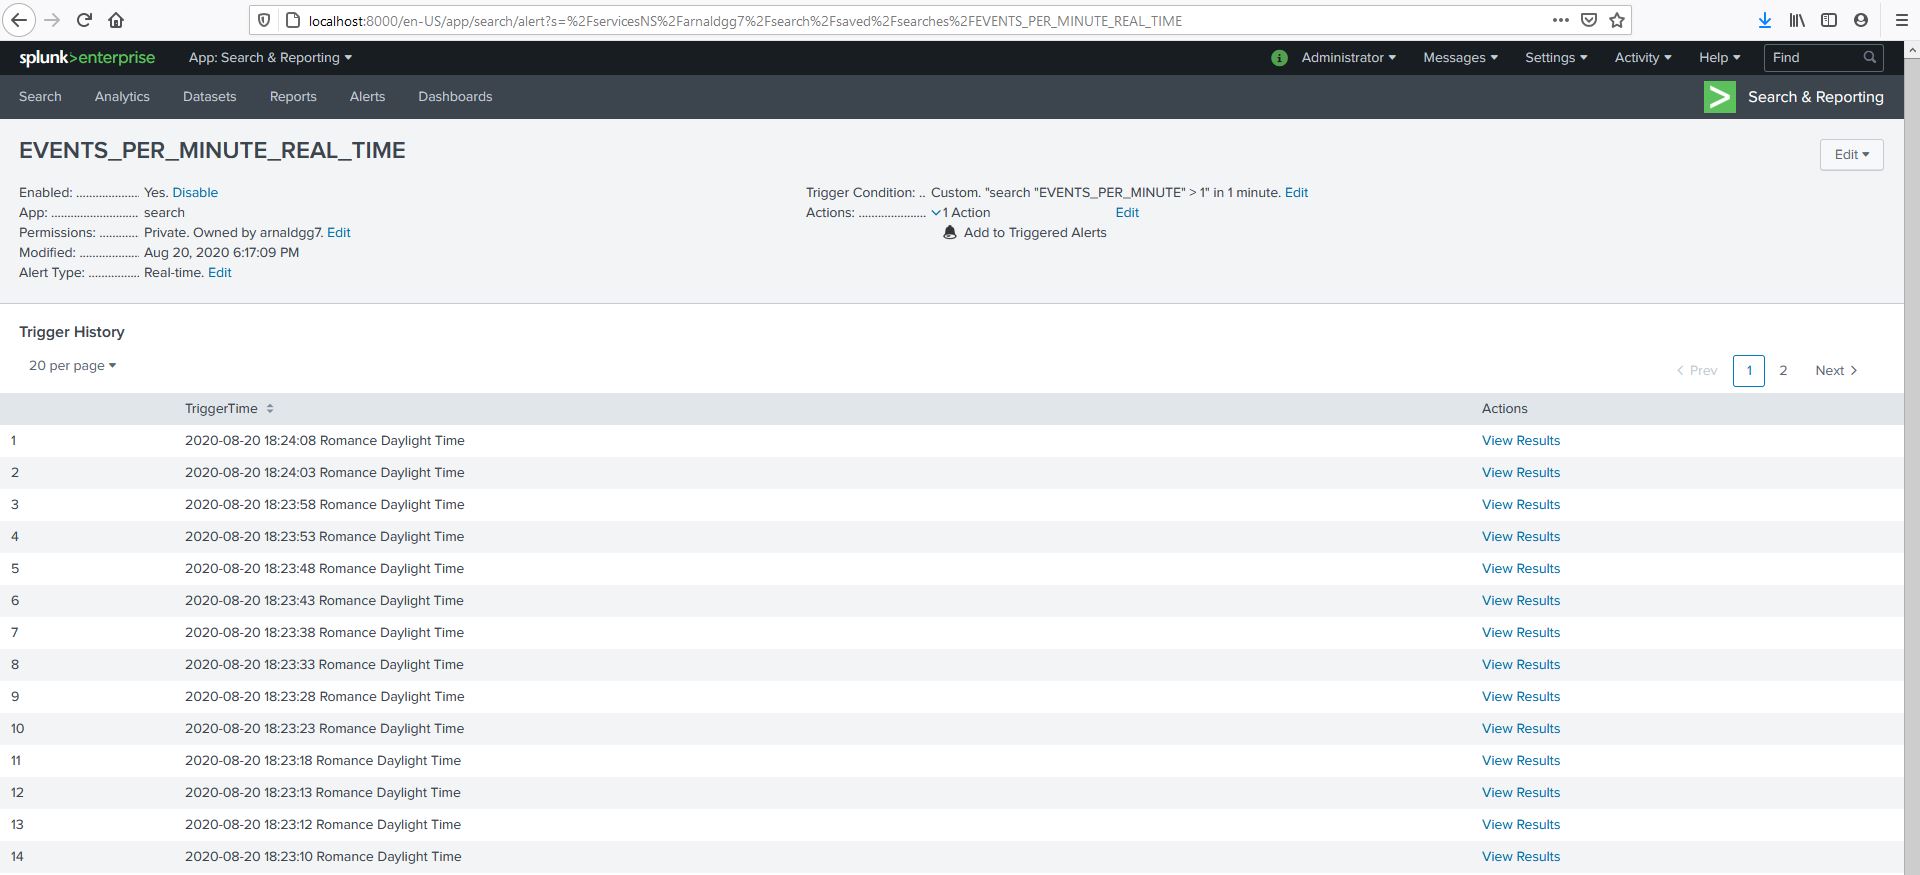 localhost:8000/en-US/app/search/alert?s=%2FservicesNS%2Farnaldgg7%2Fsearch%2Fsaved%2Fsearches%2FEVENTS_PER_MINUTE_REAL_TIME
splunk>enterprise App: Search & Reporting i Administrator Messages Settings Activity Help Find
Search Analytics Datasets Reports Alerts Dashboards > Search & Reporting
EVENTS_PER_MINUTE_REAL_TIME Edit
Enabled: .................... Yes. Disable
App: ............................ search
Permissions: ............. Private. Owned by arnaldgg7. Edit
Modified: ................... Aug 20, 2020 6:17:09 PM
Alert Type: ................ Real-time. Edit
Trigger Condition: .. Custom. "search "EVENTS_PER_MINUTE" > 1" in 1 minute. Edit
Actions: ..................... 1 Action Edit
Add to Triggered Alerts
Trigger History
20 per page < Prev 1 2 Next >
TriggerTime Actions
1 2020-08-20 18:24:08 Romance Daylight Time View Results
2 2020-08-20 18:24:03 Romance Daylight Time View Results
3 2020-08-20 18:23:58 Romance Daylight Time View Results
4 2020-08-20 18:23:53 Romance Daylight Time View Results
5 2020-08-20 18:23:48 Romance Daylight Time View Results
6 2020-08-20 18:23:43 Romance Daylight Time View Results
7 2020-08-20 18:23:38 Romance Daylight Time View Results
8 2020-08-20 18:23:33 Romance Daylight Time View Results
9 2020-08-20 18:23:28 Romance Daylight Time View Results
10 2020-08-20 18:23:23 Romance Daylight Time View Results
11 2020-08-20 18:23:18 Romance Daylight Time View Results
12 2020-08-20 18:23:13 Romance Daylight Time View Results
13 2020-08-20 18:23:12 Romance Daylight Time View Results
14 2020-08-20 18:23:10 Romance Daylight Time View Results